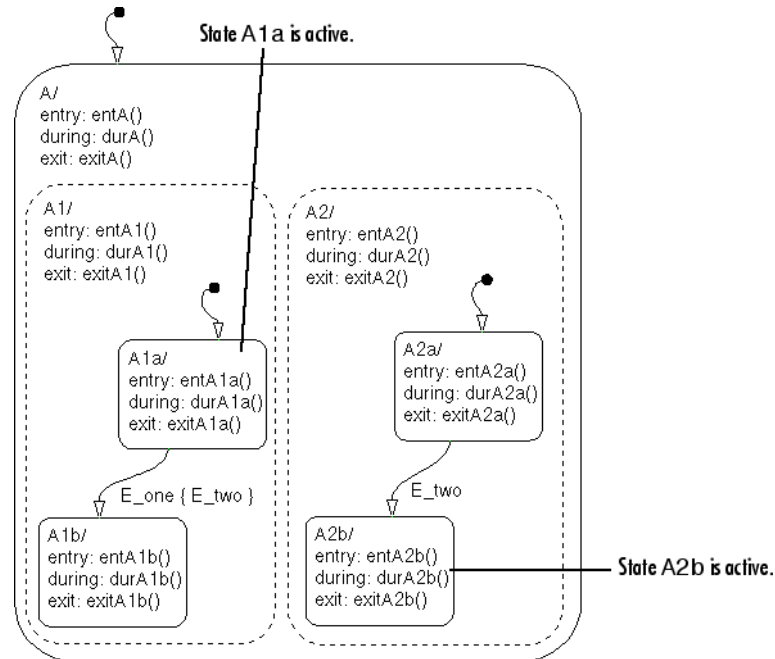 State A1a is active.
A/
entry: entA()
during: durA()
exit: exitA()
A1/
entry: entA1()
during: durA1()
exit: exitA1()
A2/
entry: entA2()
during: durA2()
exit: exitA2()
A1a/
entry: entA1a()
during: durA1a()
exit: exitA1a()
A2a/
entry: entA2a()
during: durA2a()
exit: exitA2a()
E_one { E_two }
E_two
A1b/
entry: entA1b()
during: durA1b()
exit: exitA1b()
A2b/
entry: entA2b()
during: durA2b()
exit: exitA2b()
State A2b is active.